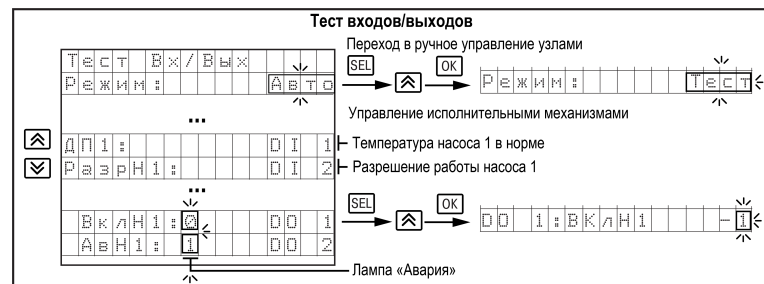 Тест входов/выходов
Переход в ручное управление узлами
Тест Вх/Вых
SEL OK
Режим: Авто
Режим: Тест
...
Управление исполнительными механизмами
ДП1: DI 1
Температура насоса 1 в норме
РазрН1: DI 2
Разрешение работы насоса 1
...
SEL OK
ВклН1:0 DO 1
DO 1:ВКлН1 -1
АвН1: 1 DO 2
Лампа «Авария»